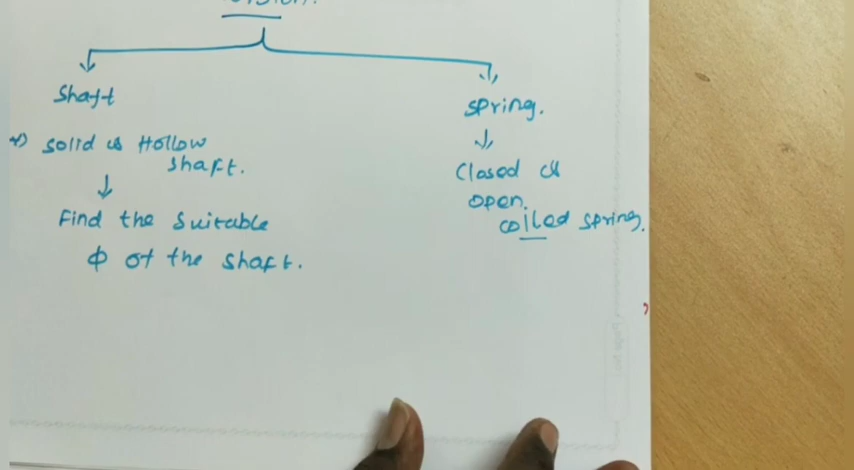 Shaft
Spring.
Solid or Hollow
Shaft.
Closed or
open.
coiled spring.
Find the Suitable
ϕ of the shaft.